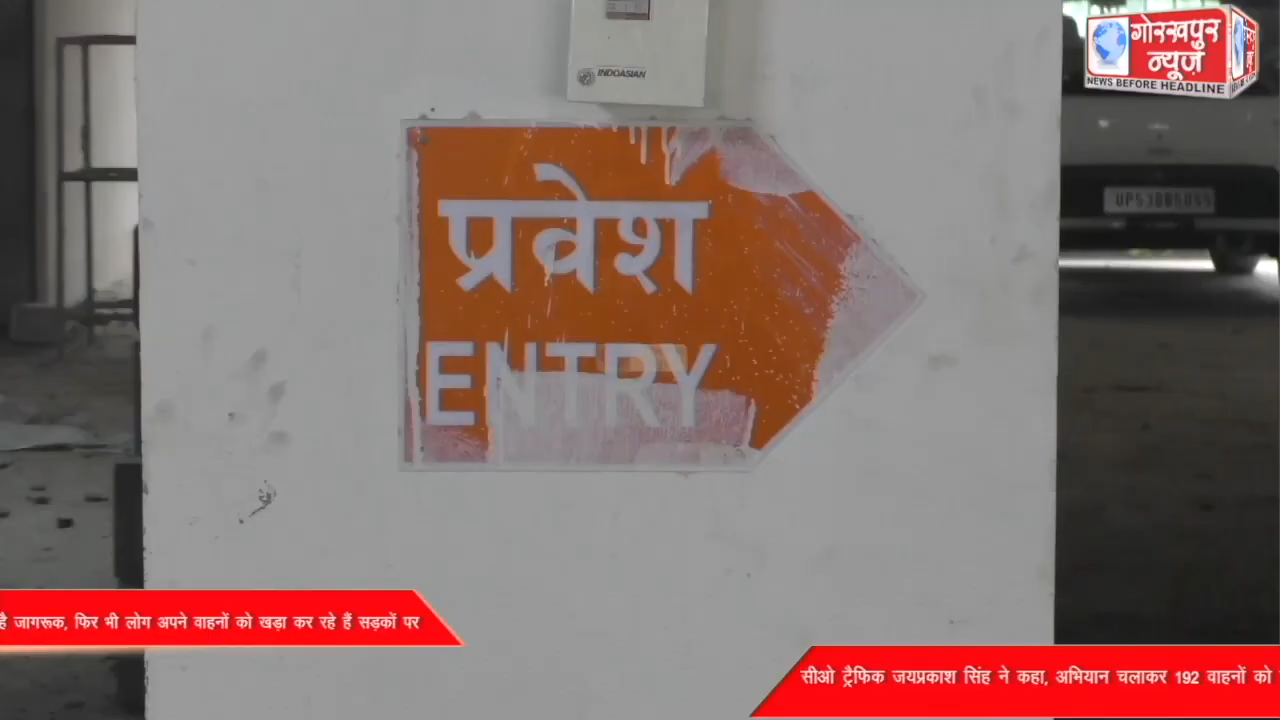 INDOASIAN
गोरखपुर
न्यूज़
NEWS BEFORE HEADLINE
प्रवेश
ENTRY
है जागरूक, फिर भी लोग अपने वाहनों को खड़ा कर रहे हैं सड़कों पर
सीओ ट्रैफिक जयप्रकाश सिंह ने कहा, अभियान चलाकर 192 वाहनों को